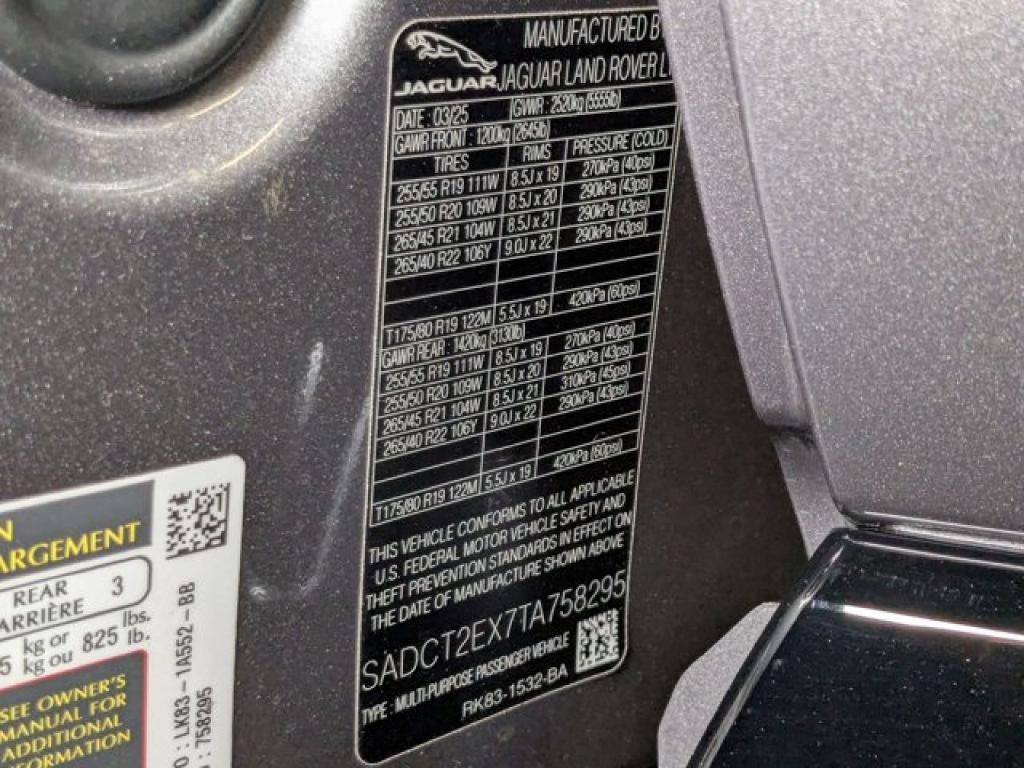 JAGUAR
MANUFACTURED BY
JAGUAR LAND ROVER L
DATE : 03/25 GVWR : 2520kg (5555lb)
GAWR FRONT : 1200kg (2645lb)
TIRES RIMS PRESSURE (COLD)
255/55 R19 111W 8.5J x 19 270kPa (40psi)
255/50 R20 109W 8.5J x 20 290kPa (43psi)
265/45 R21 104W 8.5J x 21 290kPa (43psi)
265/40 R22 106Y 9.0J x 22 290kPa (43psi)
T175/80 R19 122M 5.5J x 19 420kPa (60psi)
GAWR REAR : 1420kg (3130lb)
255/55 R19 111W 8.5J x 19 270kPa (40psi)
255/50 R20 109W 8.5J x 20 290kPa (43psi)
265/45 R21 104W 8.5J x 21 310kPa (45psi)
265/40 R22 106Y 9.0J x 22 290kPa (43psi)
T175/80 R19 122M 5.5J x 19 420kPa (60psi)
THIS VEHICLE CONFORMS TO ALL APPLICABLE
U.S. FEDERAL MOTOR VEHICLE SAFETY AND
THEFT PREVENTION STANDARDS IN EFFECT ON
THE DATE OF MANUFACTURE SHOWN ABOVE
SADCT2EX7TA758295
TYPE : MULTI-PURPOSE PASSENGER VEHICLE
RK83-1532-BA
N
ARGEMENT
REAR 3
ARRIÈRE
5 kg or 825 lbs.
kg ou lb.
SEE OWNER'S
MANUAL FOR
ADDITIONAL
FORMATION
0 : LK83-1A552-BB
: 758295